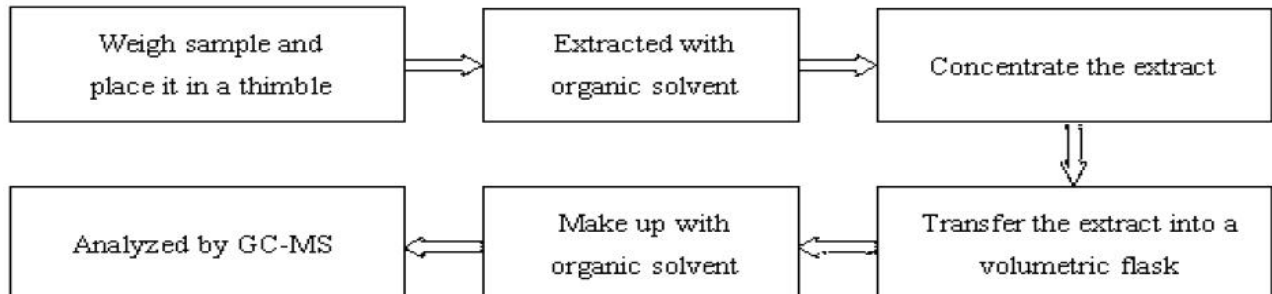 Weigh sample and
place it in a thimble
Extracted with
organic solvent
Concentrate the extract
Transfer the extract into a
volumetric flask
Make up with
organic solvent
Analyzed by GC-MS